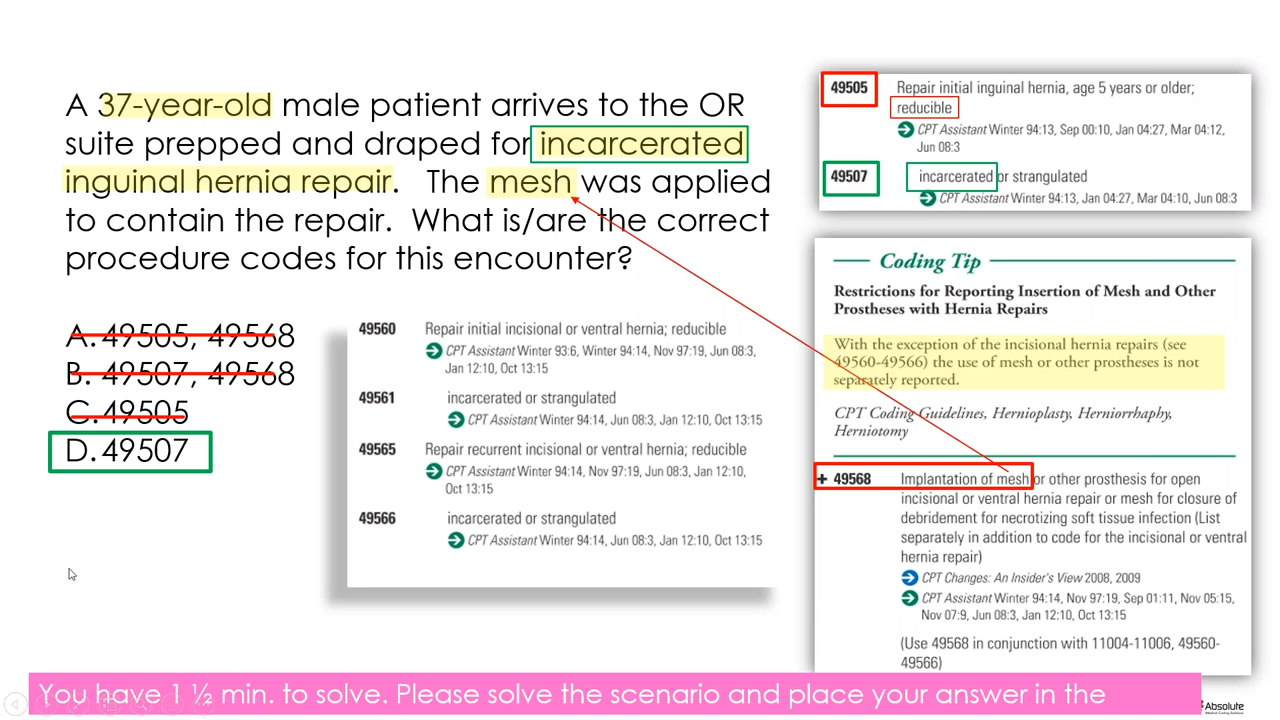 A 37-year-old male patient arrives to the OR
suite prepped and draped for incarcerated
inguinal hernia repair. The mesh was applied
to contain the repair. What is/are the correct
procedure codes for this encounter?
A. 49505, 49568
B. 49507, 49568
C. 49505
D. 49507
49560 Repair initial incisional or ventral hernia; reducible
CPT Assistant Winter 93:6, Winter 94:14, Nov 97:19, Jun 08:3,
Jan 12:10, Oct 13:15
49561 incarcerated or strangulated
CPT Assistant Winter 94:14, Jun 08:3, Jan 12:10, Oct 13:15
49565 Repair recurrent incisional or ventral hernia; reducible
CPT Assistant Winter 94:14, Nov 97:19, Jun 08:3, Jan 12:10,
Oct 13:15
49566 incarcerated or strangulated
CPT Assistant Winter 94:14, Jun 08:3, Jan 12:10, Oct 13:15
49505 Repair initial inguinal hernia, age 5 years or older;
reducible
CPT Assistant Winter 94:13, Sep 00:10, Jan 04:27, Mar 04:12,
Jun 08:3
49507 incarcerated or strangulated
CPT Assistant Winter 94:13, Jan 04:27, Mar 04:10, Jun 08:3
Coding Tip
Restrictions for Reporting Insertion of Mesh and Other
Prostheses with Hernia Repairs
With the exception of the incisional hernia repairs (see
49560-49566) the use of mesh or other prostheses is not
separately reported.
CPT Coding Guidelines, Hernioplasty, Herniorrhaphy,
Herniotomy
+ 49568 Implantation of mesh or other prosthesis for open
incisional or ventral hernia repair or mesh for closure of
debridement for necrotizing soft tissue infection (List
separately in addition to code for the incisional or ventral
hernia repair)
CPT Changes: An Insider's View 2008, 2009
CPT Assistant Winter 94:14, Nov 97:19, Sep 01:11, Nov 05:15,
Nov 07:9, Jun 08:3, Jan 12:10, Oct 13:15
(Use 49568 in conjunction with 11004-11006, 49560-
49566)
You have 1 ½ min. to solve. Please solve the scenario and place your answer in the
Absolute
Medical Coding Solutions